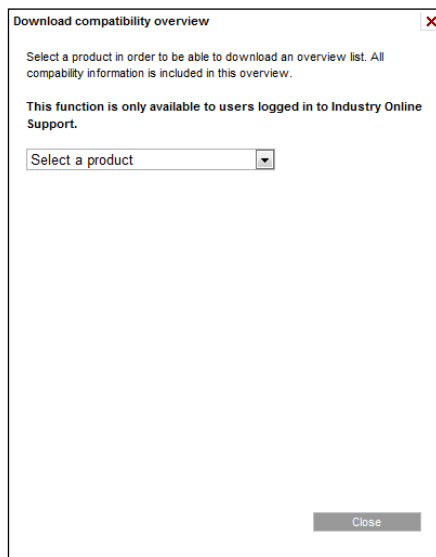 Download compatibility overview
Select a product in order to be able to download an overview list. All
compability information is included in this overview.
This function is only available to users logged in to Industry Online
Support.
Select a product
Close